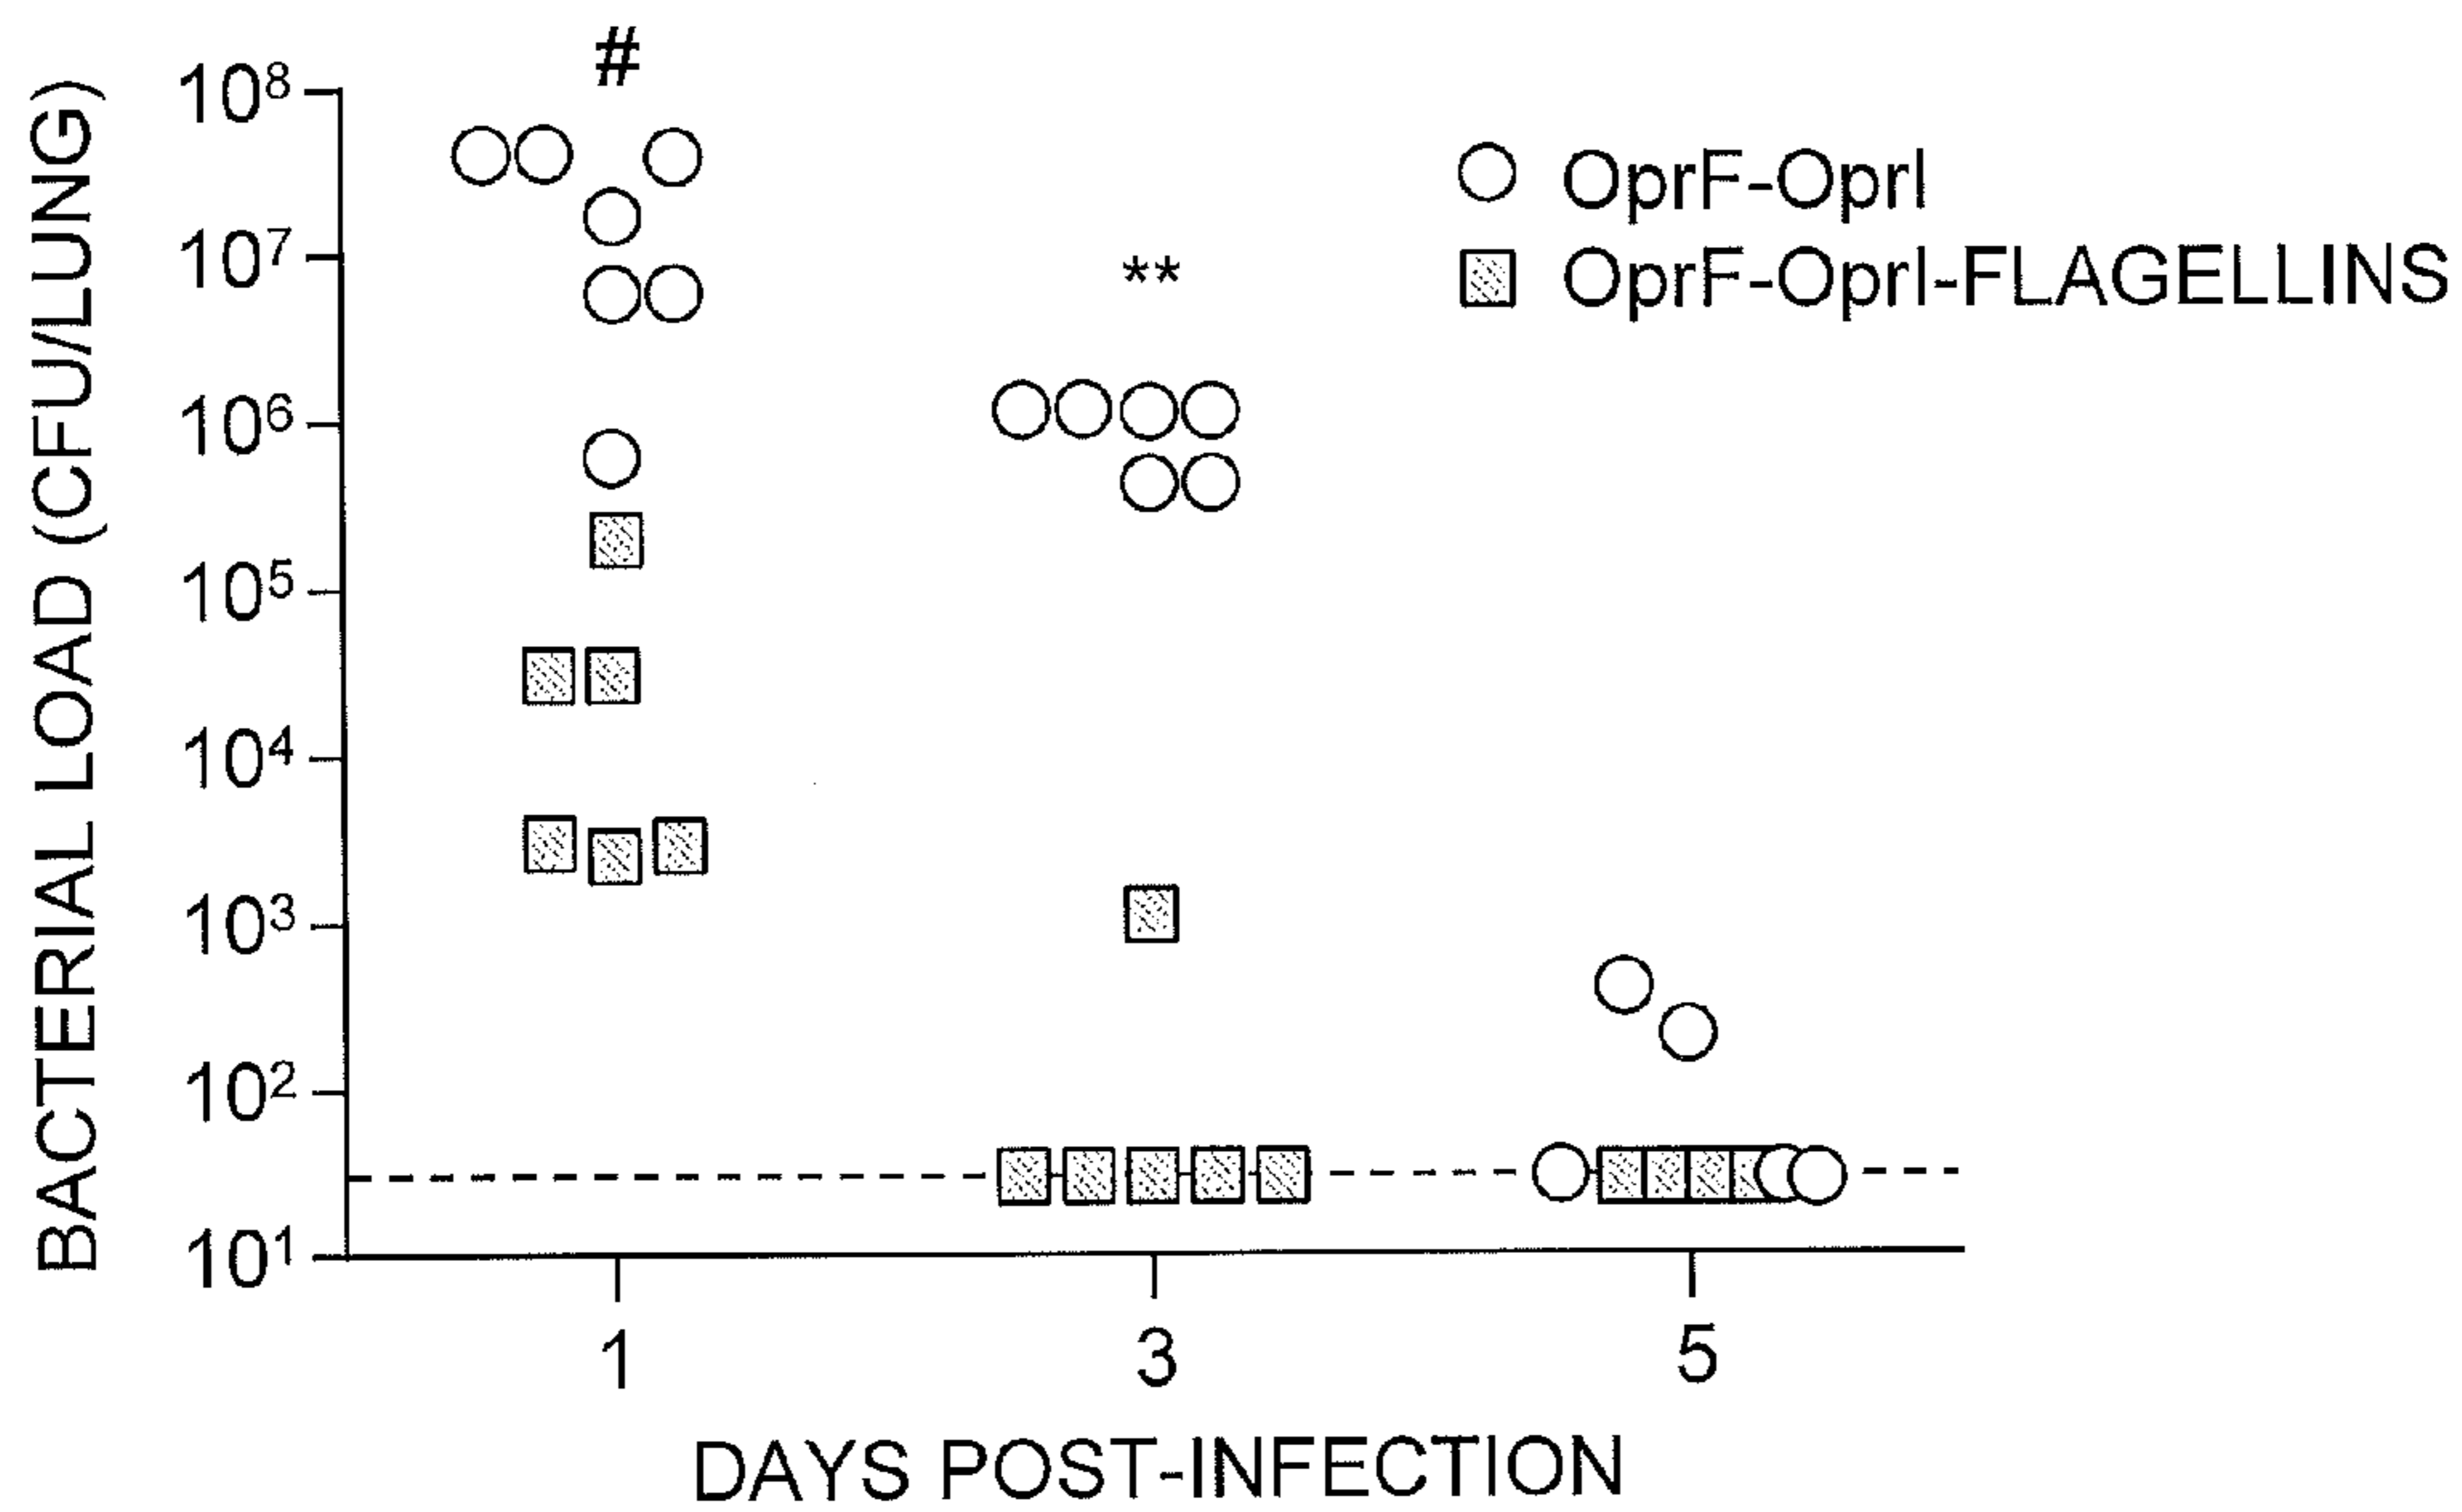 #
**
○ OprF-OprI
OprF-OprI-FLAGELLINS
BACTERIAL LOAD (CFU/LUNG)
10⁸
10⁷
10⁶
10⁵
10⁴
10³
10²
10¹
1 3 5
DAYS POST-INFECTION